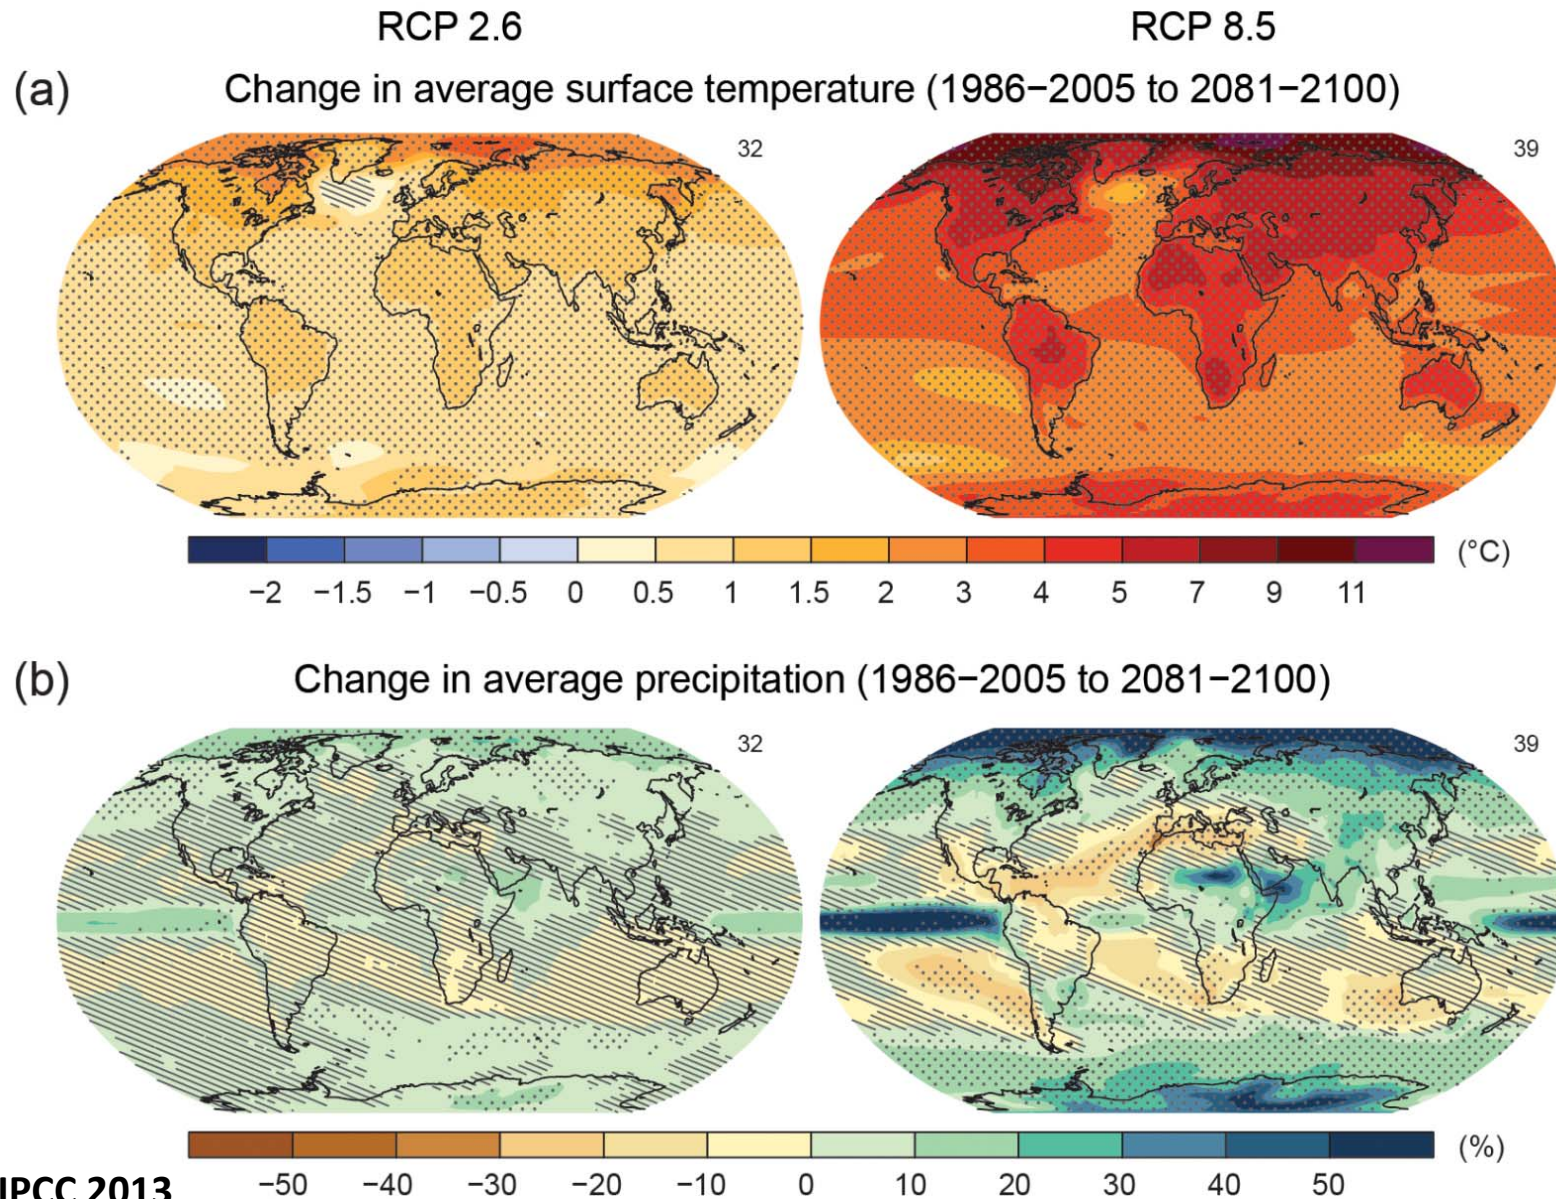 RCP 2.6
RCP 8.5
(a)
Change in average surface temperature (1986−2005 to 2081−2100)
32
39
(°C)
−2 −1.5 −1 −0.5 0 0.5 1 1.5 2 3 4 5 7 9 11
(b)
Change in average precipitation (1986−2005 to 2081−2100)
32
39
(%)
IPCC 2013
−50 −40 −30 −20 −10 0 10 20 30 40 50